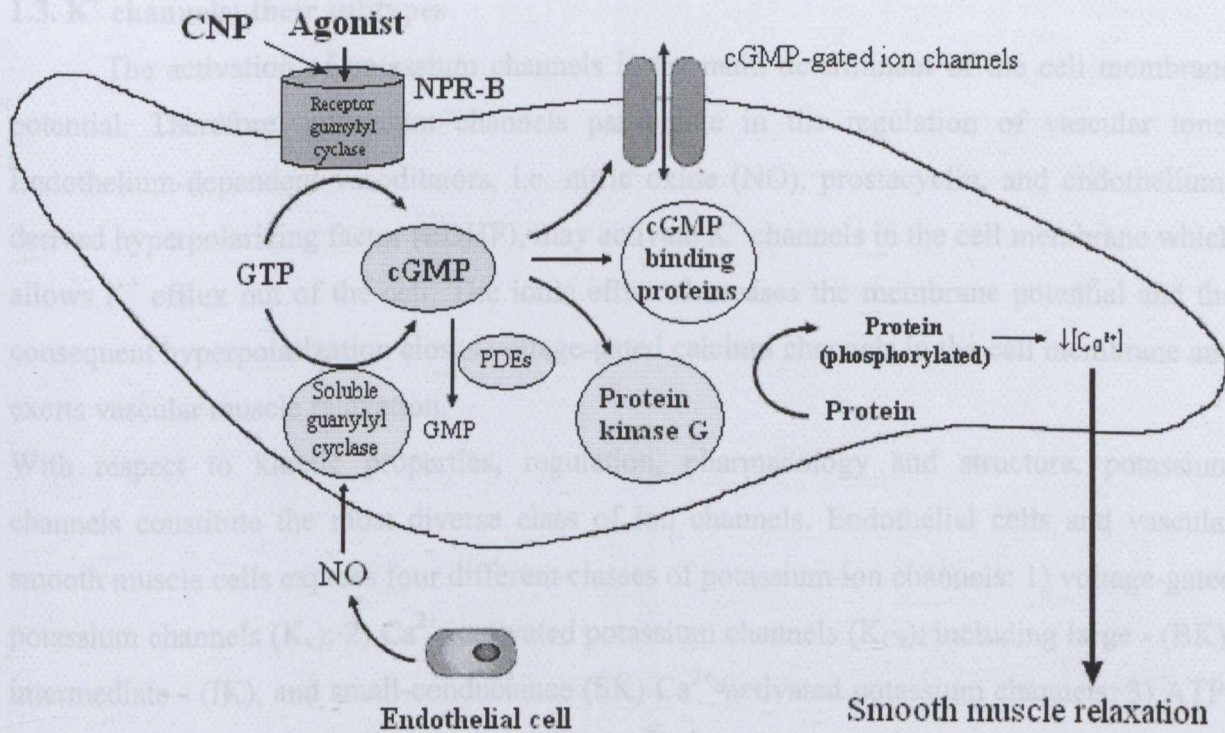 1.3. K⁺ channels: their subtypes
CNP
Agonist
Receptor
guanylyl
cyclase
NPR-B
cGMP-gated ion channels
The activation of potassium channels is the main determinant of the cell membrane
potential. Therefore, potassium channels participate in the regulation of vascular tone.
Endothelium-dependent vasodilators, i.e. nitric oxide (NO), prostacyclin, and endothelium-
derived hyperpolarizing factor (EDHF), may activate K⁺ channels in the cell membrane which
allows K⁺ efflux out of the cell. The ionic efflux the membrane potential and the
consequent hyperpolarization closes voltage-gated calcium channels in the cell membrane and
exerts vascular muscle relaxation.
GTP
cGMP
cGMP
binding
proteins
PDEs
GMP
Soluble
guanylyl
cyclase
Protein
kinase G
Protein
(phosphorylated)
↓[Ca²⁺]
Protein
With respect to kinetic properties, regulation, pharmacology and structure, potassium
channels constitute the most diverse class of ion channels. Endothelial cells and vascular
smooth muscle cells express four different classes of potassium ion channels: 1) voltage-gated
potassium channels (Kᵥ); 2) Ca²⁺-activated potassium channels (K_Ca), including large - (BK),
intermediate - (IK), and small-conductance (SK) Ca²⁺-activated potassium channels; 3) ATP-
NO
Endothelial cell
Smooth muscle relaxation